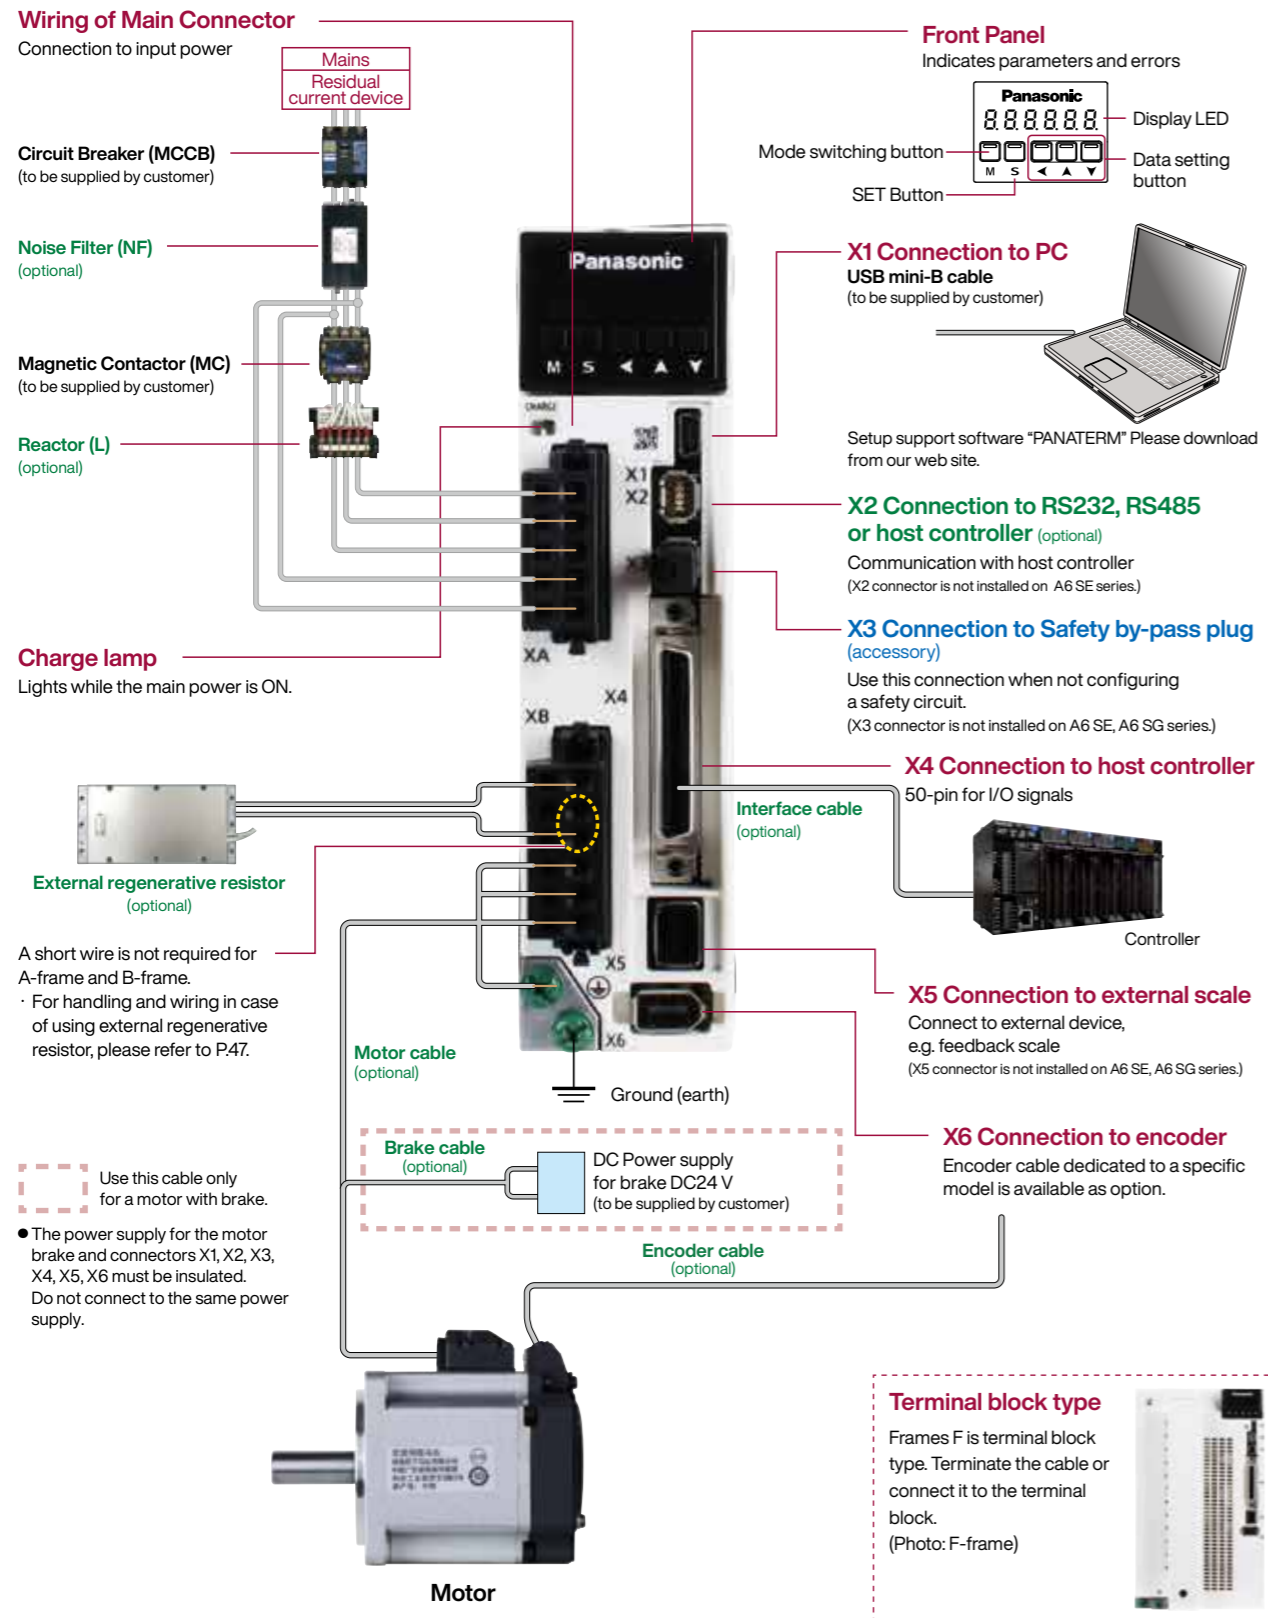 Wiring of Main Connector
Connection to input power
Mains
Residual
current device
Circuit Breaker (MCCB)
(to be supplied by customer)
Noise Filter (NF)
(optional)
Magnetic Contactor (MC)
(to be supplied by customer)
Reactor (L)
(optional)
Charge lamp
Lights while the main power is ON.
External regenerative resistor
(optional)
A short wire is not required for
A-frame and B-frame.
· For handling and wiring in case
of using external regenerative
resistor, please refer to P.47.
Use this cable only
for a motor with brake.
● The power supply for the motor
brake and connectors X1, X2, X3,
X4, X5, X6 must be insulated.
Do not connect to the same power
supply.
Panasonic
M S
CHARGE
X1
X2
XA
X4
XB
X5
X6
Ground (earth)
Motor cable
(optional)
Brake cable
(optional)
DC Power supply
for brake DC24 V
(to be supplied by customer)
Encoder cable
(optional)
Motor
Front Panel
Indicates parameters and errors
Panasonic
8.8.8.8.8.8.
Display LED
Mode switching button
M S
Data setting
button
SET Button
X1 Connection to PC
USB mini-B cable
(to be supplied by customer)
Setup support software “PANATERM” Please download
from our web site.
X2 Connection to RS232, RS485
or host controller (optional)
Communication with host controller
(X2 connector is not installed on A6 SE series.)
X3 Connection to Safety by-pass plug
(accessory)
Use this connection when not configuring
a safety circuit.
(X3 connector is not installed on A6 SE, A6 SG series.)
X4 Connection to host controller
50-pin for I/O signals
Interface cable
(optional)
Controller
X5 Connection to external scale
Connect to external device,
e.g. feedback scale
(X5 connector is not installed on A6 SE, A6 SG series.)
X6 Connection to encoder
Encoder cable dedicated to a specific
model is available as option.
Terminal block type
Frames F is terminal block
type. Terminate the cable or
connect it to the terminal
block.
(Photo: F-frame)
Panasonic